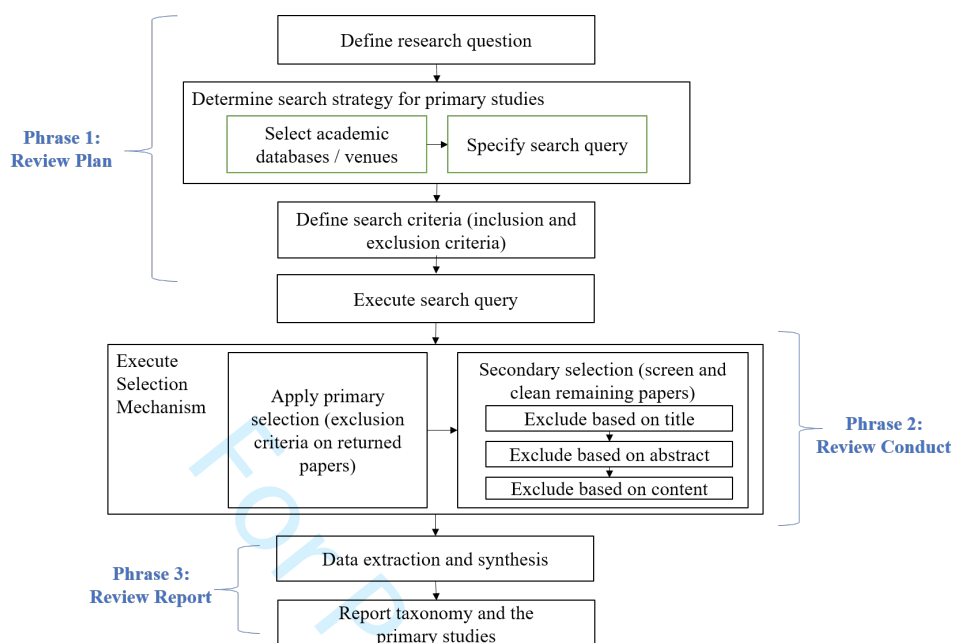 Define research question
Determine search strategy for primary studies
Select academic
databases / venues
Specify search query
Phrase 1:
Review Plan
Define search criteria (inclusion and
exclusion criteria)
Execute search query
Execute
Selection
Mechanism
Apply primary
selection (exclusion
criteria on returned
papers)
Secondary selection (screen and
clean remaining papers)
Exclude based on title
Exclude based on abstract
Exclude based on content
Phrase 2:
Review Conduct
Data extraction and synthesis
Phrase 3:
Review Report
Report taxonomy and the
primary studies
For P